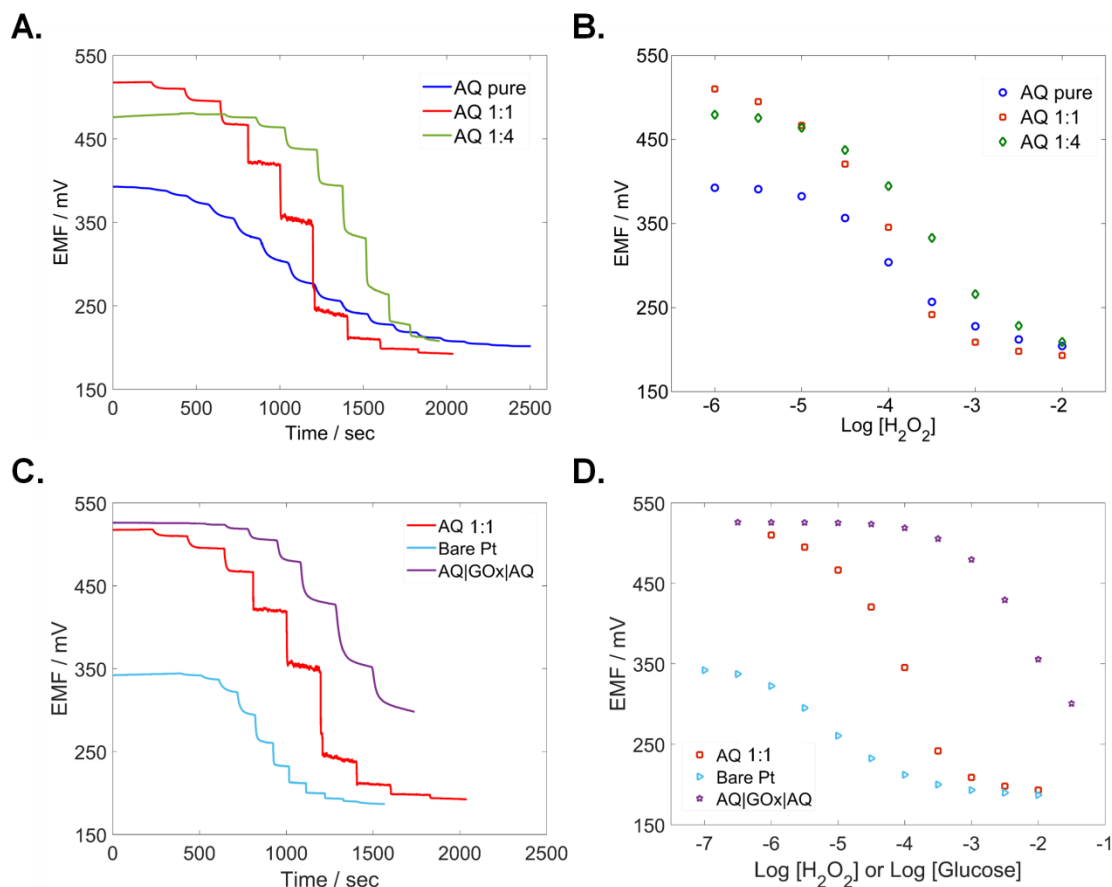 A.
550
450
350
250
150
EMF / mV
0 500 1000 1500 2000 2500
Time / sec
AQ pure
AQ 1:1
AQ 1:4
B.
550
450
350
250
150
EMF / mV
-6 -5 -4 -3 -2
Log [H₂O₂]
AQ pure
AQ 1:1
AQ 1:4
C.
550
450
350
250
150
EMF / mV
0 500 1000 1500 2000 2500
Time / sec
AQ 1:1
Bare Pt
AQ|GOx|AQ
D.
550
450
350
250
150
EMF / mV
-7 -6 -5 -4 -3 -2 -1
Log [H₂O₂] or Log [Glucose]
AQ 1:1
Bare Pt
AQ|GOx|AQ